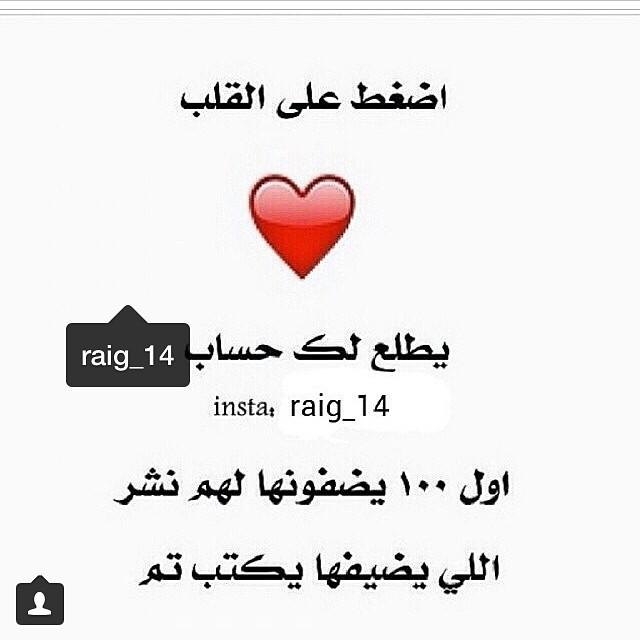 اضغط على القلب
يطلع لك حساب
raig_14
insta: raig_14
اول ١٠٠ يضفونها لهم نشر
اللي يضيفها يكتب تم